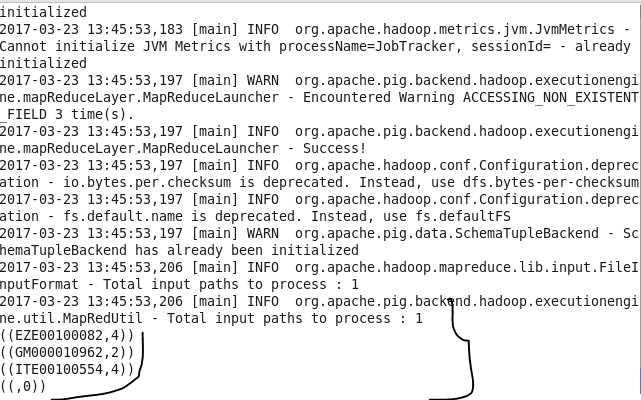 initialized
2017-03-23 13:45:53,183 [main] INFO  org.apache.hadoop.metrics.jvm.JvmMetrics -
Cannot initialize JVM Metrics with processName=JobTracker, sessionId= - already
initialized
2017-03-23 13:45:53,197 [main] WARN  org.apache.pig.backend.hadoop.executionengi
ne.mapReduceLayer.MapReduceLauncher - Encountered Warning ACCESSING_NON_EXISTENT
_FIELD 3 time(s).
2017-03-23 13:45:53,197 [main] INFO  org.apache.pig.backend.hadoop.executionengi
ne.mapReduceLayer.MapReduceLauncher - Success!
2017-03-23 13:45:53,197 [main] INFO  org.apache.hadoop.conf.Configuration.deprec
ation - io.bytes.per.checksum is deprecated. Instead, use dfs.bytes-per-checksum
2017-03-23 13:45:53,197 [main] INFO  org.apache.hadoop.conf.Configuration.deprec
ation - fs.default.name is deprecated. Instead, use fs.defaultFS
2017-03-23 13:45:53,197 [main] WARN  org.apache.pig.data.SchemaTupleBackend - Sc
hemaTupleBackend has already been initialized
2017-03-23 13:45:53,206 [main] INFO  org.apache.hadoop.mapreduce.lib.input.FileI
nputFormat - Total input paths to process : 1
2017-03-23 13:45:53,206 [main] INFO  org.apache.pig.backend.hadoop.executionengi
ne.util.MapRedUtil - Total input paths to process : 1
((EZE00100082,4))
((GM000010962,2))
((ITE00100554,4))
((,0))